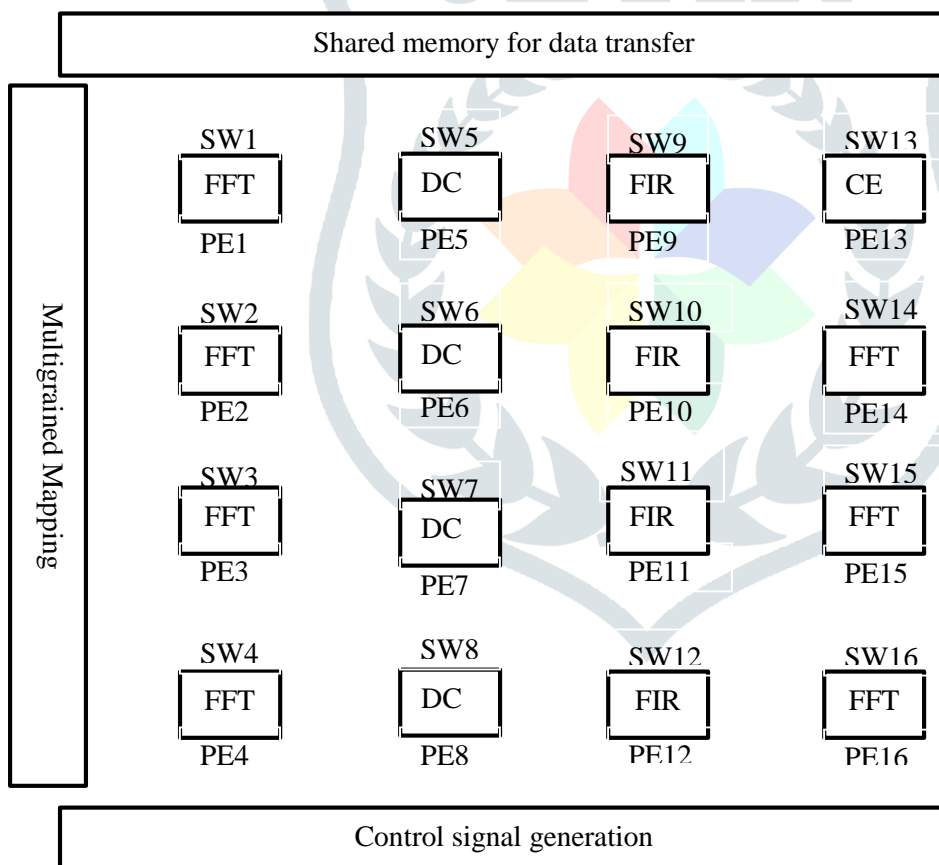 Shared memory for data transfer
Multigrained Mapping
SW1 SW5 SW9 SW13
FFT DC FIR CE
PE1 PE5 PE9 PE13
SW2 SW6 SW10 SW14
FFT DC FIR FFT
PE2 PE6 PE10 PE14
SW3 SW7 SW11 SW15
FFT DC FIR FFT
PE3 PE7 PE11 PE15
SW4 SW8 SW12 SW16
FFT DC FIR FFT
PE4 PE8 PE12 PE16
Control signal generation